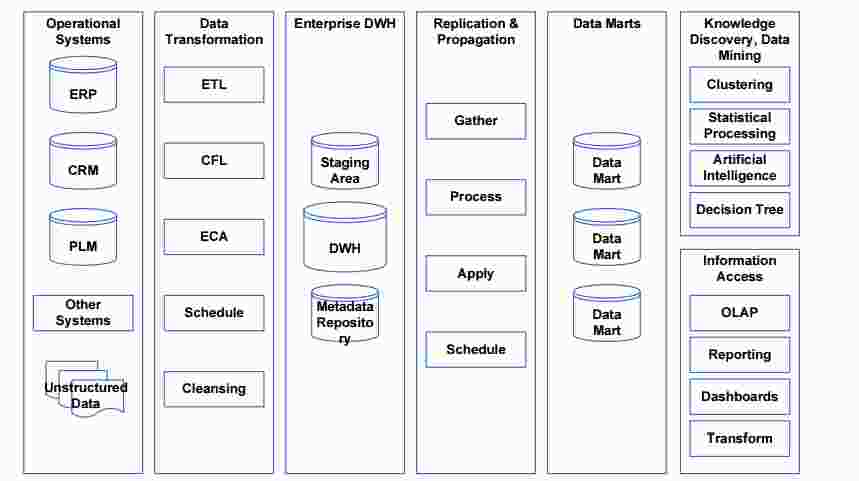 Operational
Systems
ERP
CRM
PLM
Other
Systems
Unstructured
Data
Data
Transformation
ETL
CFL
ECA
Schedule
Cleansing
Enterprise DWH
Staging
Area
DWH
Metadata
Reposito
ry
Replication &
Propagation
Gather
Process
Apply
Schedule
Data Marts
Data
Mart
Data
Mart
Data
Mart
Knowledge
Discovery, Data
Mining
Clustering
Statistical
Processing
Artificial
Intelligence
Decision Tree
Information
Access
OLAP
Reporting
Dashboards
Transform